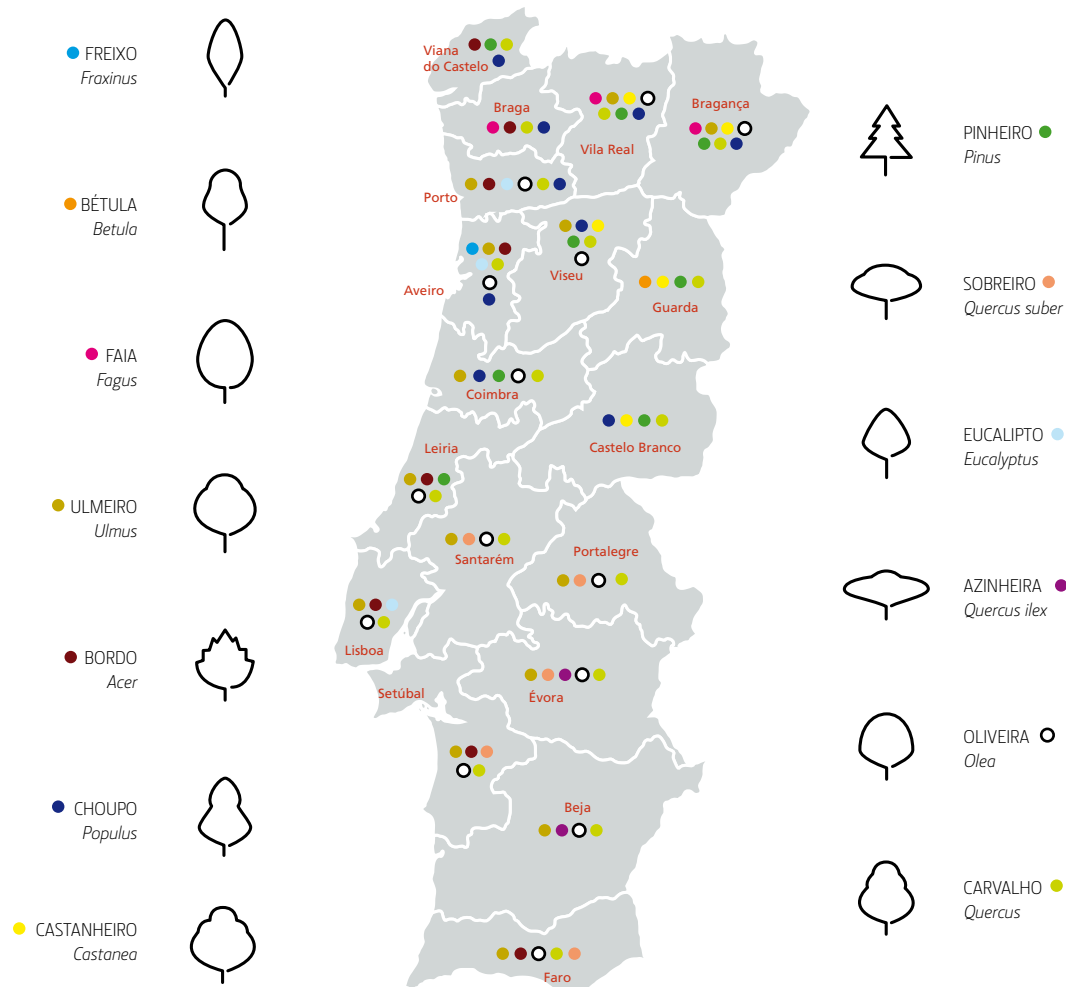 FREIXO
Fraxinus
BÉTULA
Betula
FAIA
Fagus
ULMEIRO
Ulmus
BORDO
Acer
CHOUPO
Populus
CASTANHEIRO
Castanea
Viana
do Castelo
Braga
Vila Real
Bragança
Porto
Aveiro
Viseu
Guarda
Coimbra
Castelo Branco
Leiria
Santarém
Portalegre
Lisboa
Setúbal
Évora
Beja
Faro
PINHEIRO
Pinus
SOBREIRO
Quercus suber
EUCALIPTO
Eucalyptus
AZINHEIRA
Quercus ilex
OLIVEIRA
Olea
CARVALHO
Quercus